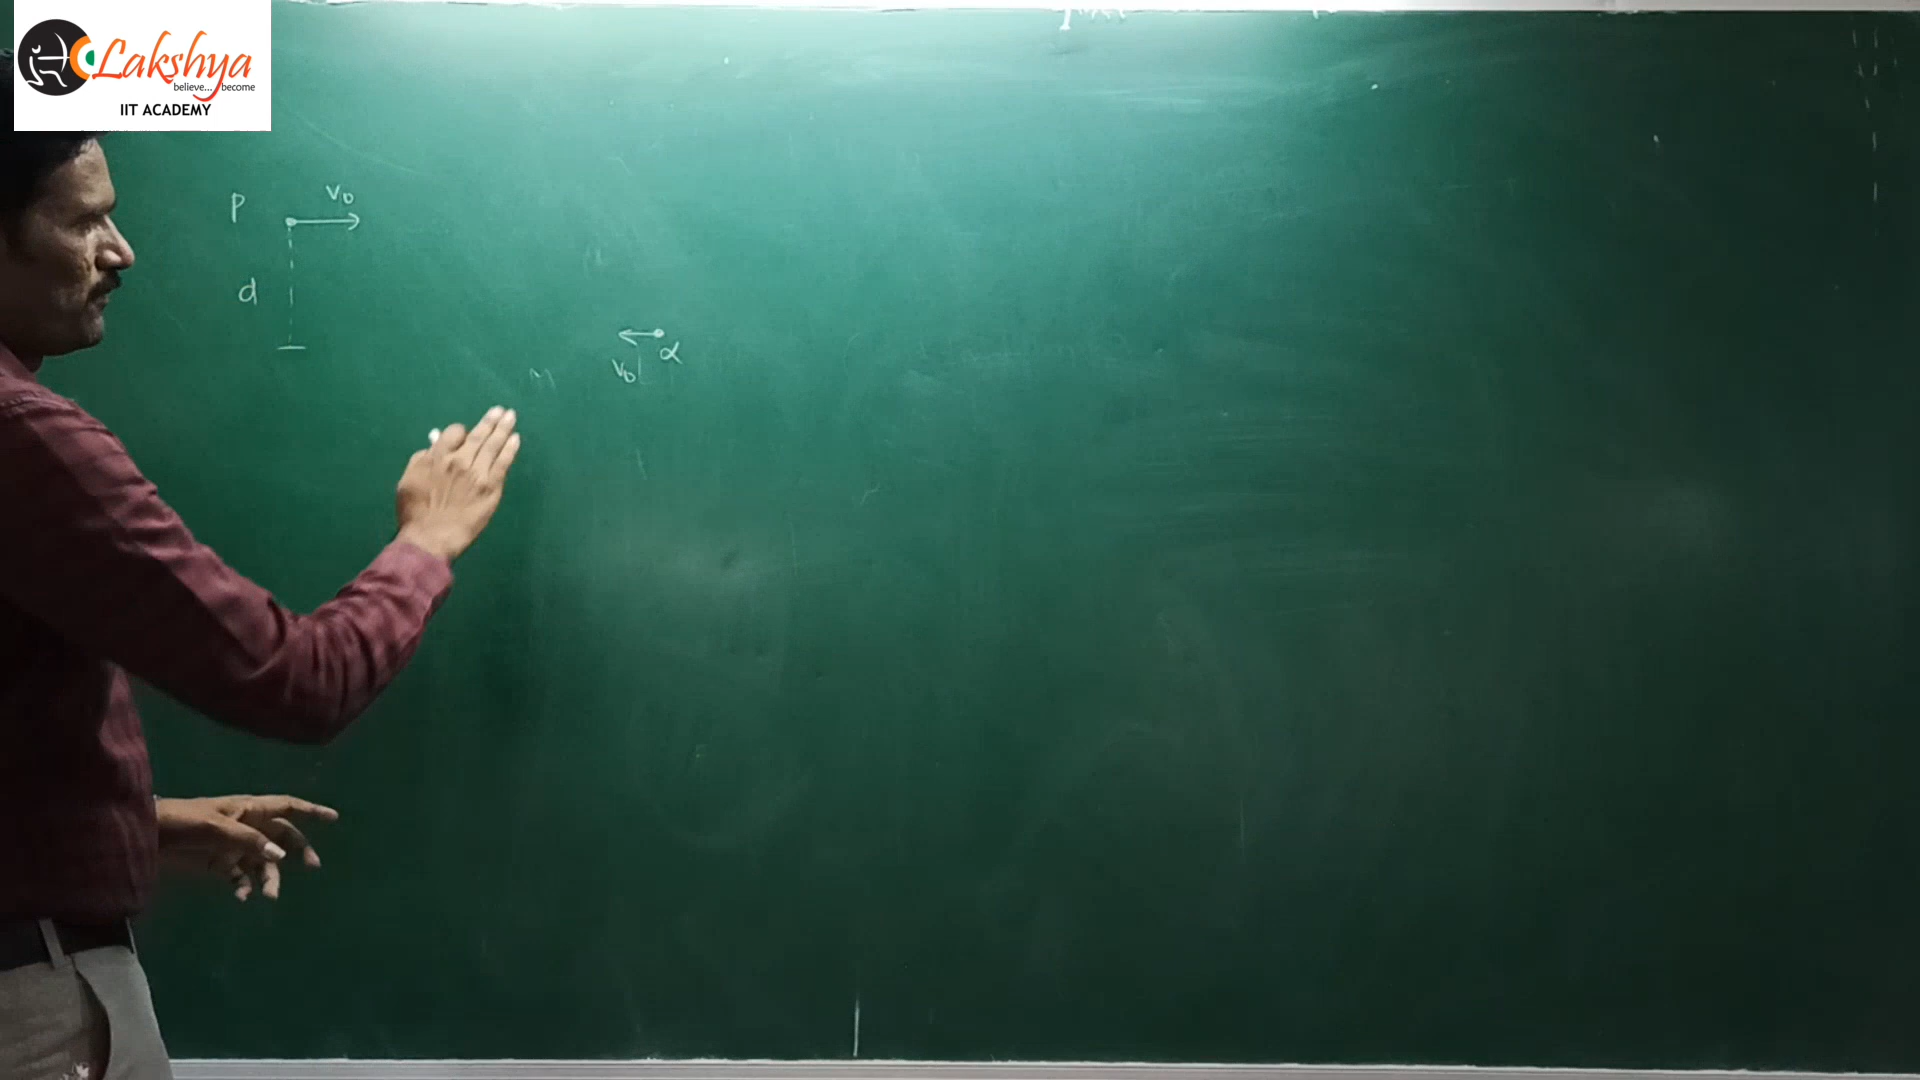 Lakshya
believe... become
IIT ACADEMY
P
v₀
d
α
v₀